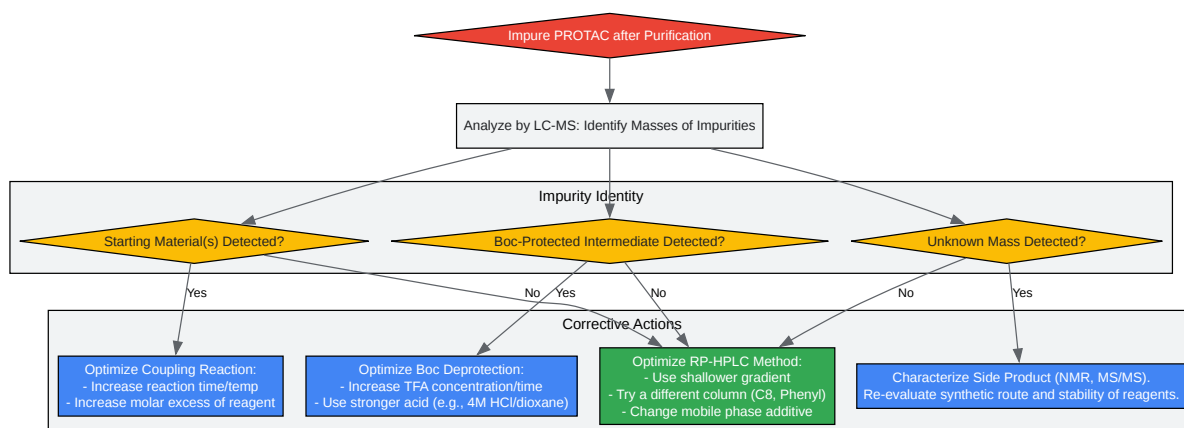 Impure PROTAC after Purification
Analyze by LC-MS: Identify Masses of Impurities
Impurity Identity
Starting Material(s) Detected?
Boc-Protected Intermediate Detected?
Unknown Mass Detected?
Yes
No
Yes
No
No
Yes
Corrective Actions
Optimize Coupling Reaction:
- Increase reaction time/temp
- Increase molar excess of reagent
Optimize Boc Deprotection:
- Increase TFA concentration/time
- Use stronger acid (e.g., 4M HCl/dioxane)
Optimize RP-HPLC Method:
- Use shallower gradient
- Try a different column (C8, Phenyl)
- Change mobile phase additive
Characterize Side Product (NMR, MS/MS).
Re-evaluate synthetic route and stability of reagents.